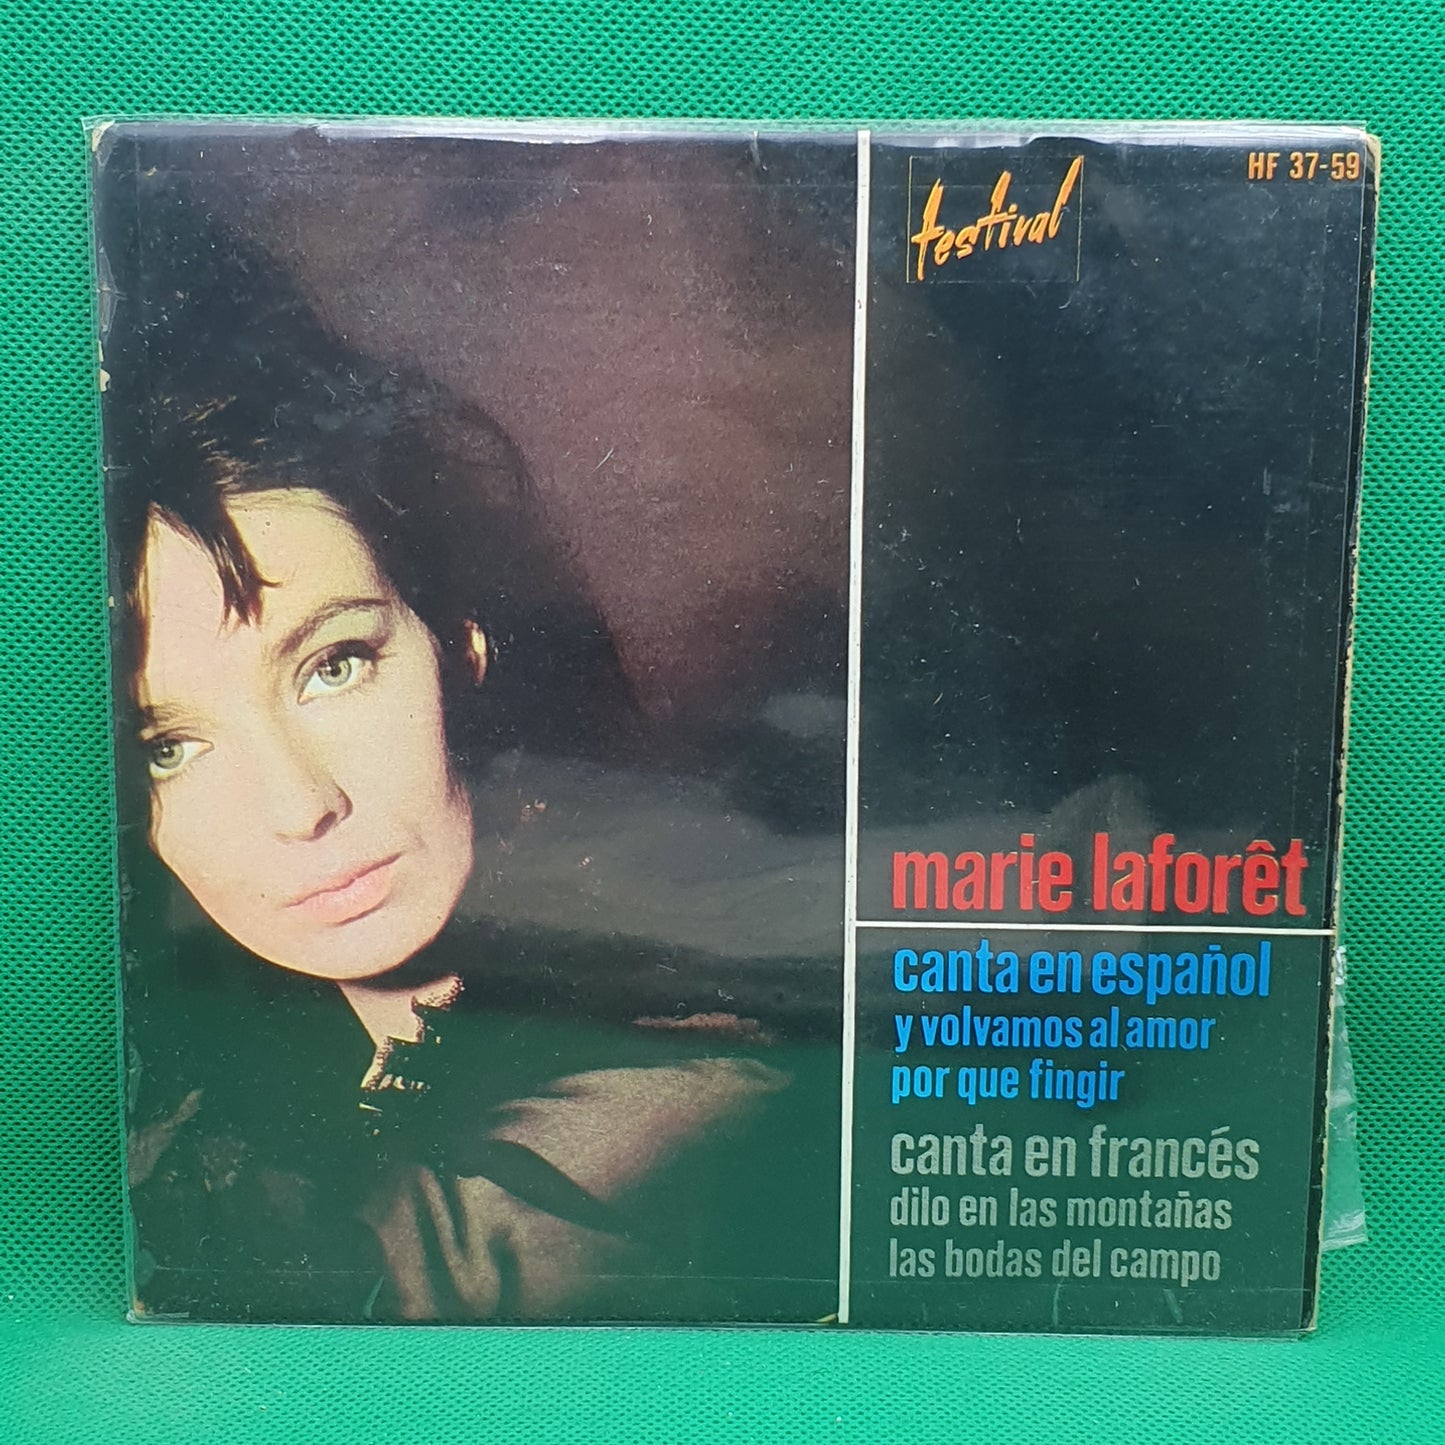 festival
HF 37-59
marie laforêt
canta en español
y volvamos al amor
por que fingir
canta en francés
dilo en las montañas
las bodas del campo